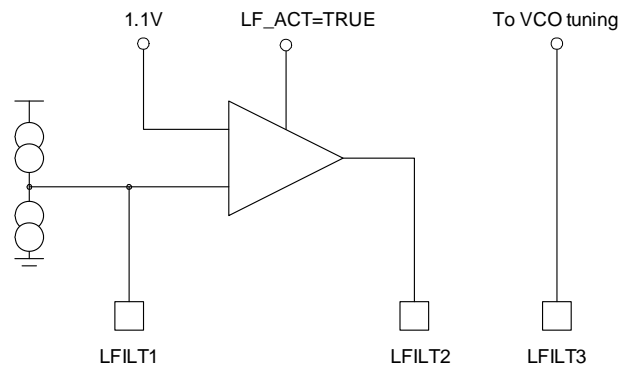 1.1V
LF_ACT=TRUE
To VCO tuning
LFILT1
LFILT2
LFILT3